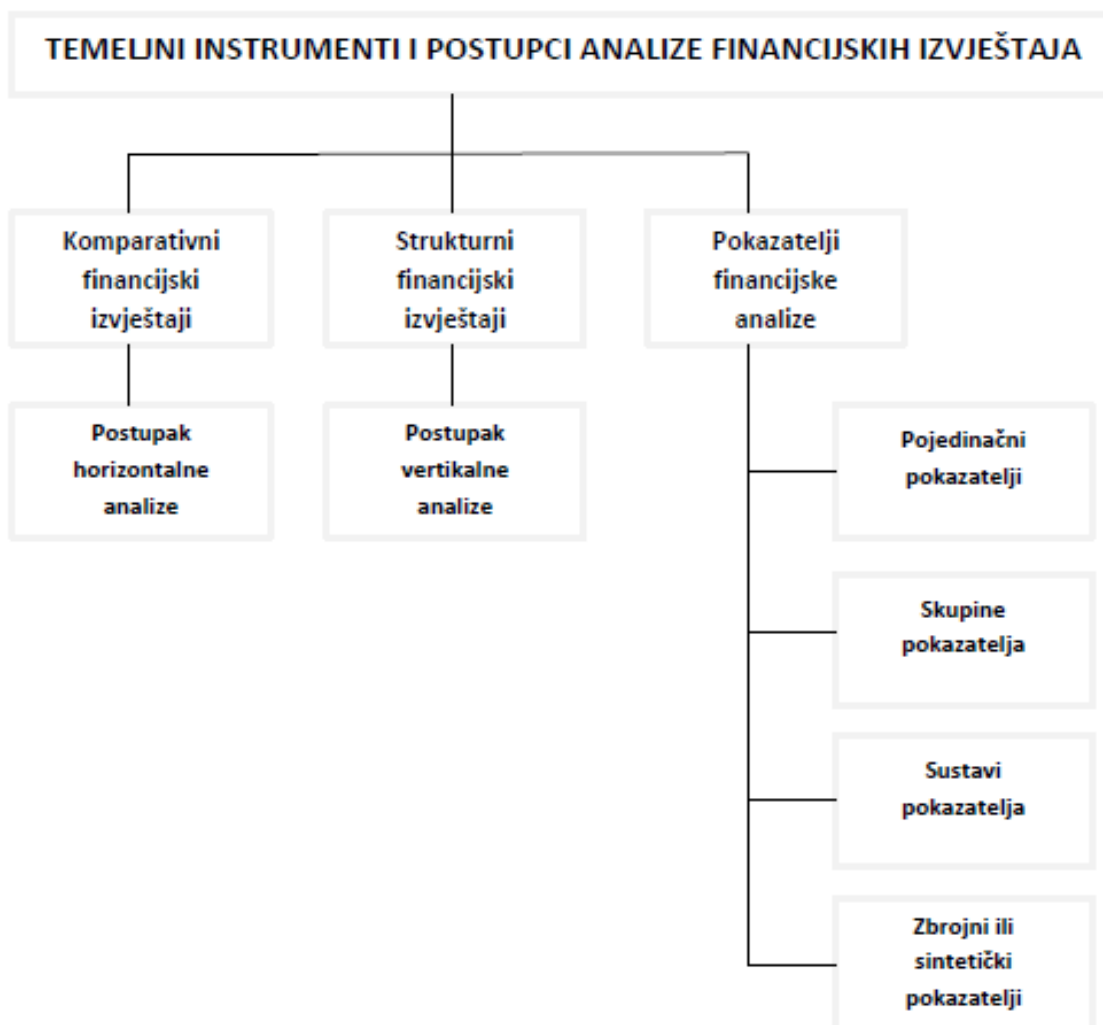 TEMELJNI INSTRUMENTI I POSTUPCI ANALIZE FINANCIJSKIH IZVJEŠTAJA
Komparativni
financijski
izvještaji
Strukturni
financijski
izvještaji
Pokazatelji
financijske
analize
Postupak
horizontalne
analize
Postupak
vertikalne
analize
Pojedinačni
pokazatelji
Skupine
pokazatelja
Sustavi
pokazatelja
Zbrojni ili
sintetički
pokazatelji